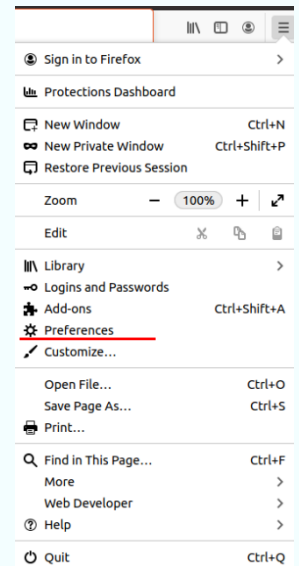 Sign in to Firefox
Protections Dashboard
New Window Ctrl+N
New Private Window Ctrl+Shift+P
Restore Previous Session
Zoom − 100% +
Edit
Library
Logins and Passwords
Add-ons Ctrl+Shift+A
Preferences
Customize…
Open File… Ctrl+O
Save Page As… Ctrl+S
Print…
Find in This Page… Ctrl+F
More
Web Developer
Help
Quit Ctrl+Q